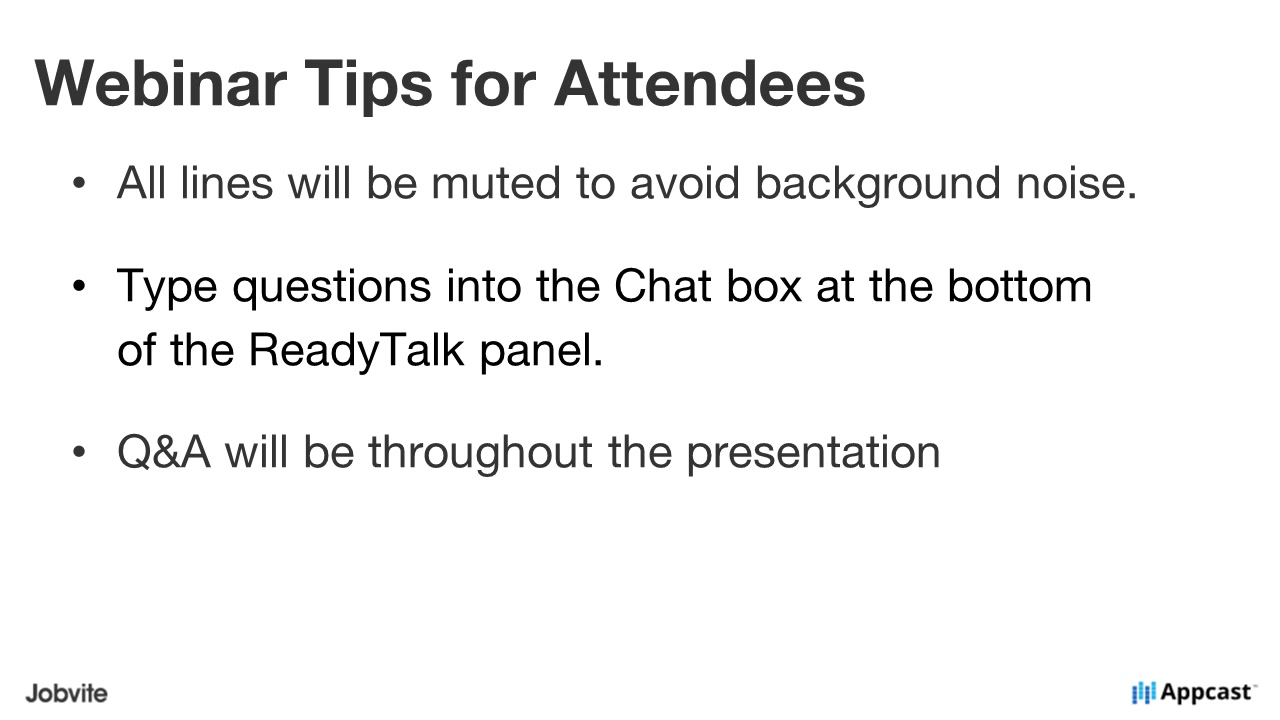 Webinar Tips for Attendees
• All lines will be muted to avoid background noise.
• Type questions into the Chat box at the bottom
of the ReadyTalk panel.
• Q&A will be throughout the presentation
Jobvite
Appcast™